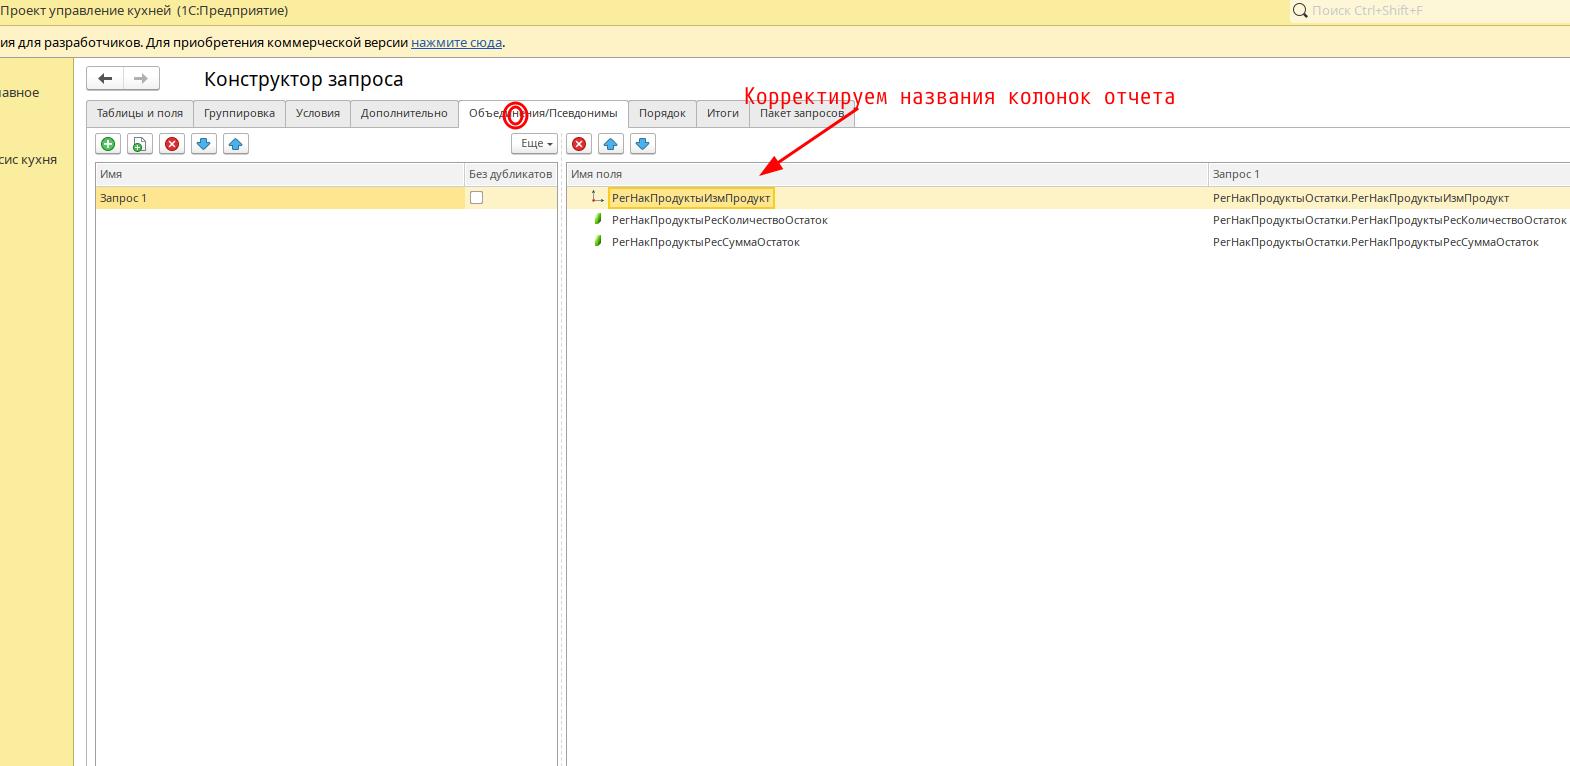 Проект управление кухней (1С:Предприятие)
Поиск Ctrl+Shift+F
ия для разработчиков. Для приобретения коммерческой версии нажмите сюда.
лавное
сис кухня
Конструктор запроса
Корректируем названия колонок отчета
Таблицы и поля Группировка Условия Дополнительно Объединения/Псевдонимы Порядок Итоги Пакет запросов
Еще
Имя Без дубликатов Имя поля Запрос 1
Запрос 1 РегНакПродуктыИзмПродукт РегНакПродуктыОстатки.РегНакПродуктыИзмПродукт
РегНакПродуктыРесКоличествоОстаток РегНакПродуктыОстатки.РегНакПродуктыРесКоличествоОстаток
РегНакПродуктыРесСуммаОстаток РегНакПродуктыОстатки.РегНакПродуктыРесСуммаОстаток